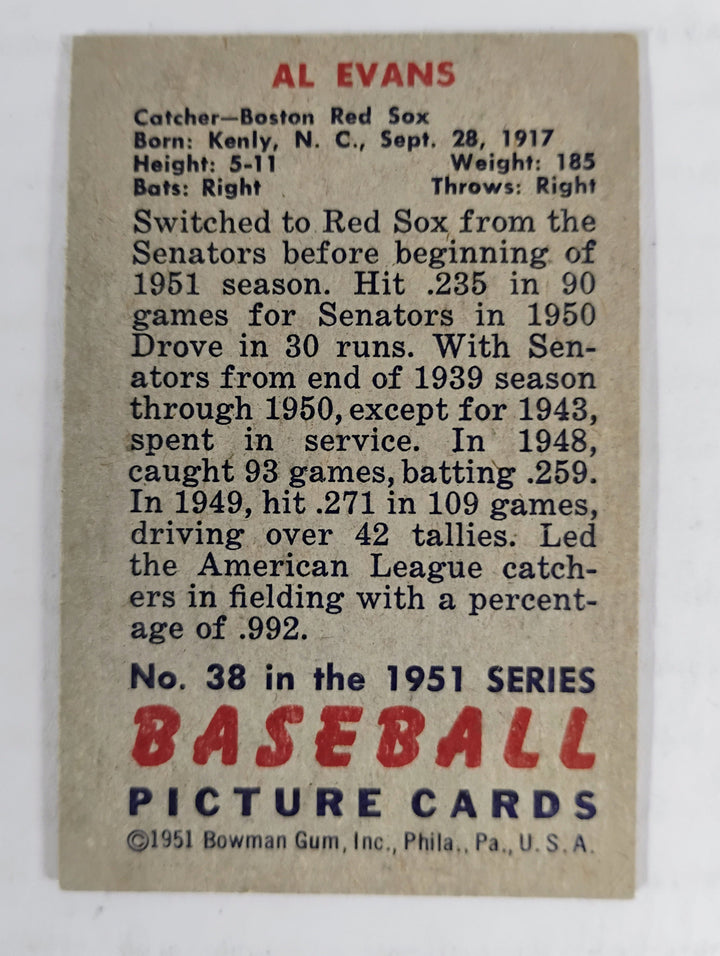 AL EVANS
Catcher—Boston Red Sox
Born: Kenly, N. C., Sept. 28, 1917
Height: 5-11 Weight: 185
Bats: Right Throws: Right
Switched to Red Sox from the
Senators before beginning of
1951 season. Hit .235 in 90
games for Senators in 1950
Drove in 30 runs. With Sen-
ators from end of 1939 season
through 1950, except for 1943,
spent in service. In 1948,
caught 93 games, batting .259.
In 1949, hit .271 in 109 games,
driving over 42 tallies. Led
the American League catch-
ers in fielding with a percent-
age of .992.
No. 38 in the 1951 SERIES
BASEBALL
PICTURE CARDS
©1951 Bowman Gum, Inc., Phila., Pa., U. S. A.